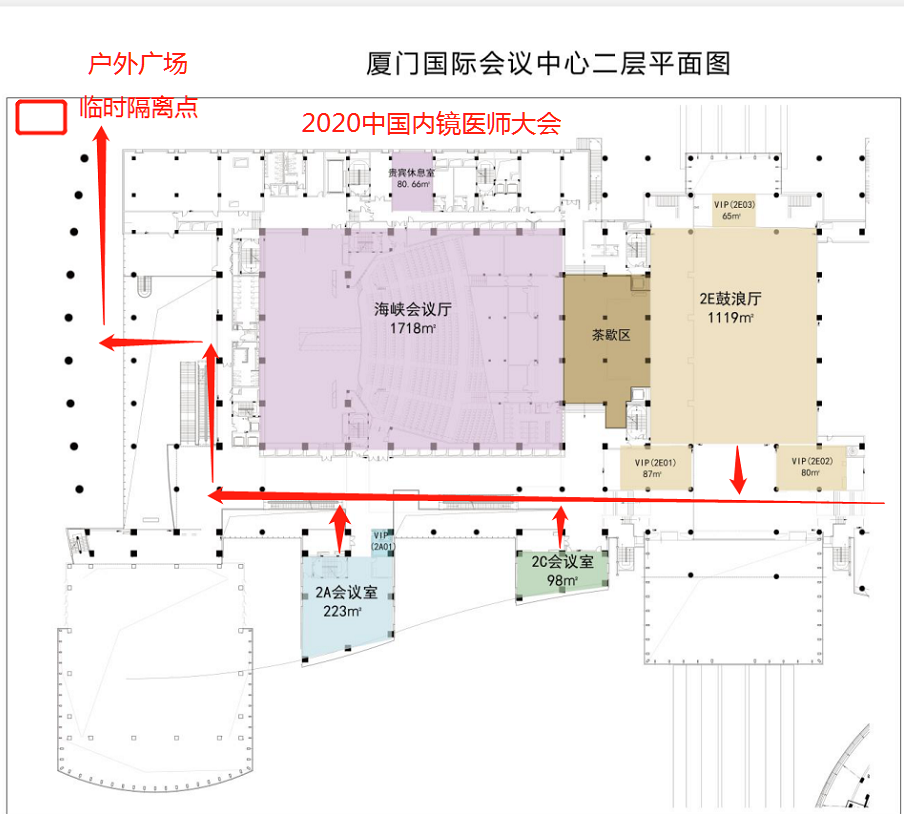 户外广场
厦门国际会议中心二层平面图
临时隔离点
2020中国内镜医师大会
贵宾休息室
80.66㎡
VIP(2E03)
65㎡
海峡会议厅
1718㎡
2E鼓浪厅
1119㎡
茶歇区
VIP(2E01)
87㎡
VIP(2E02)
80㎡
VIP
(2A01)
2A会议室
223㎡
2C会议室
98㎡